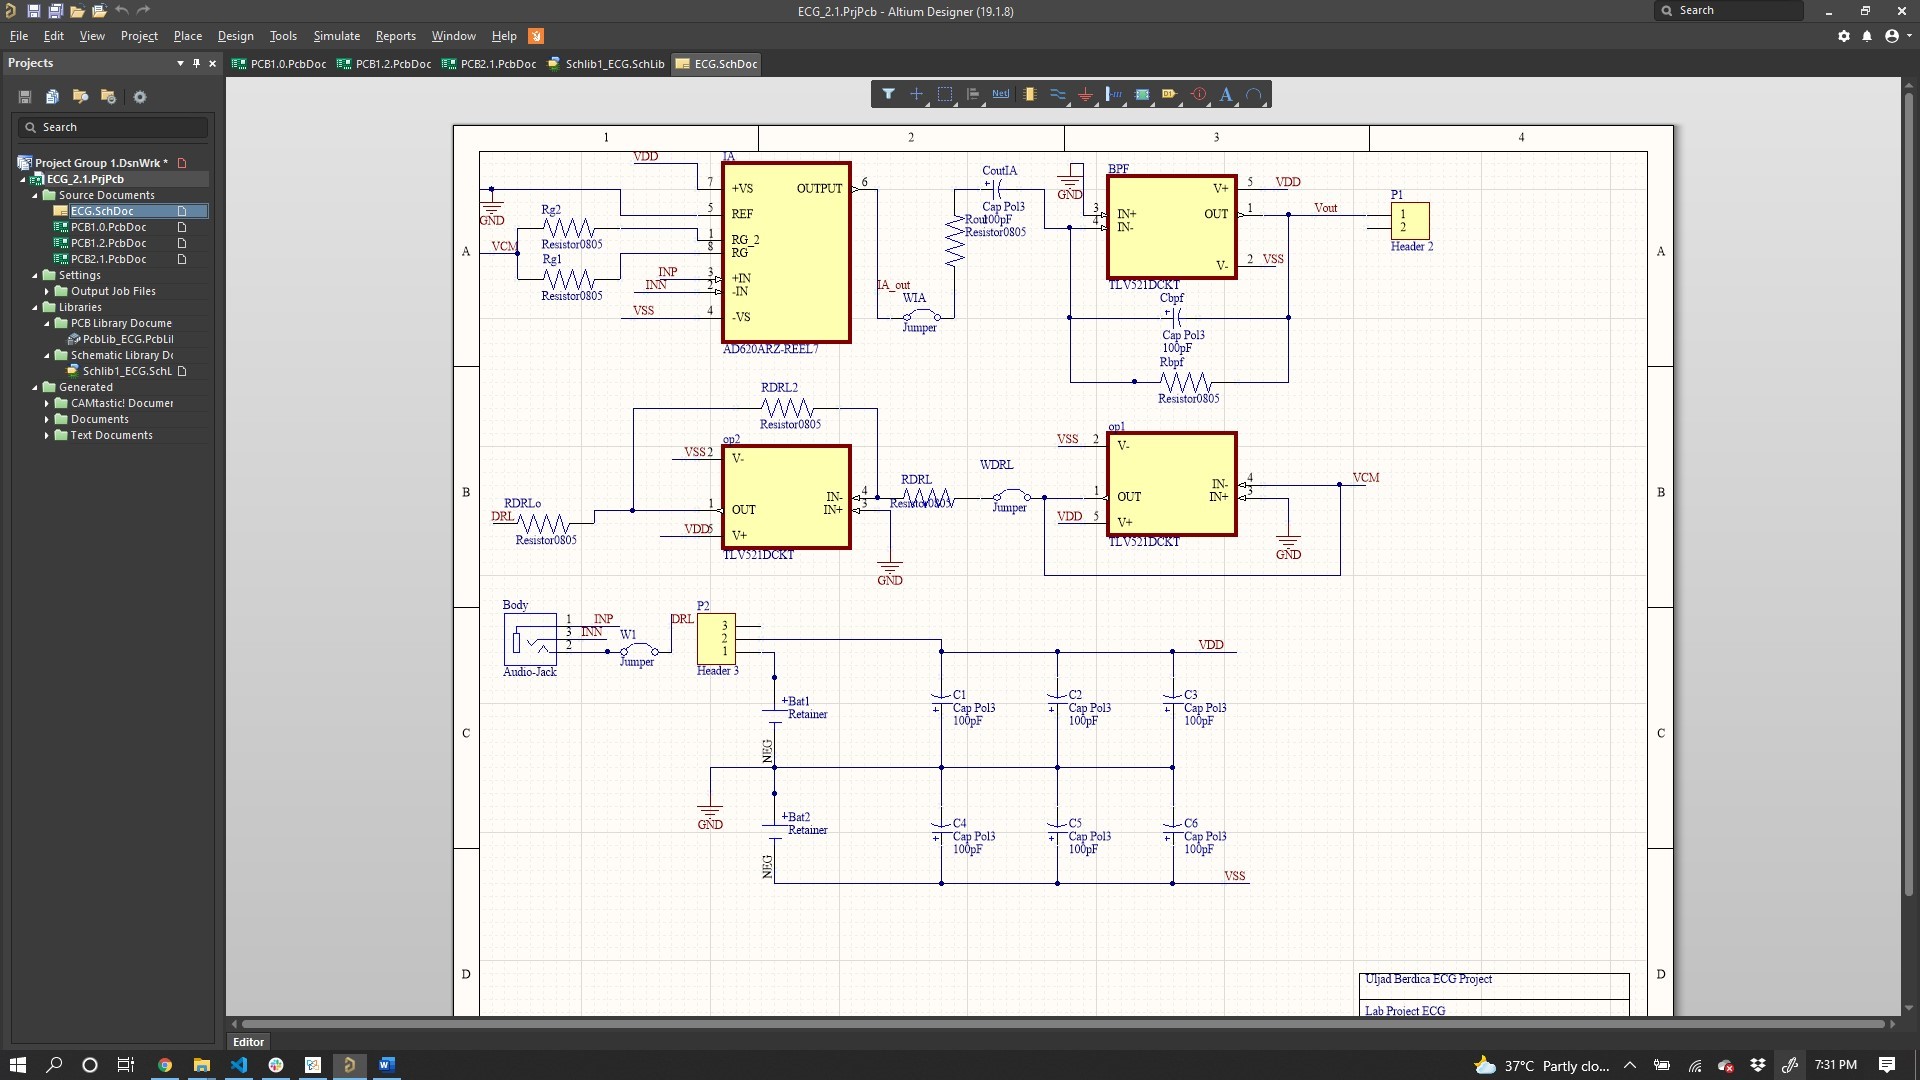 ECG_2.1.PrjPcb - Altium Designer (19.1.8)
Search
File Edit View Project Place Design Tools Simulate Reports Window Help
Projects
PCB1.0.PcbDoc PCB1.2.PcbDoc PCB2.1.PcbDoc Schlib1_ECG.SchLib ECG.SchDoc
Search
Project Group 1.DsnWrk *
ECG_2.1.PrjPcb
Source Documents
ECG.SchDoc
PCB1.0.PcbDoc
PCB1.2.PcbDoc
PCB2.1.PcbDoc
Settings
Output Job Files
Libraries
PCB Library Docume
PcbLib_ECG.PcbLi
Schematic Library Dc
Schlib1_ECG.SchL
Generated
CAMtastic! Documer
Documents
Text Documents
Net
1 2 3 4
A
B
C
D
A
B
C
D
VDD
IA
7 +VS OUTPUT 6
5 REF
1 RG_2
8 RG
3 +IN
2 -IN
4 -VS
AD620ARZ-REEL7
GND
VCM
Rg2
Resistor0805
Rg1
Resistor0805
INP
INN
VSS
IA_out
WIA
Jumper
CoutIA
Cap Pol3
100pF
Rout
Resistor0805
GND
BPF
V+ 5 VDD
3 IN+ OUT 1
4 IN-
V- 2 VSS
TLV521DCKT
Vout
P1
1
2
Header 2
Cbpf
Cap Pol3
100pF
Rbpf
Resistor0805
RDRL2
Resistor0805
op2
VSS 2 V-
IN- 4
1 OUT IN+ 3
VDD 5 V+
TLV521DCKT
RDRLo
DRL
Resistor0805
GND
RDRL
Resistor0805
WDRL
Jumper
op1
VSS 2 V-
IN- 4 VCM
1 OUT IN+ 3
VDD 5 V+
TLV521DCKT
GND
Body
1 INP
3 INN
2
Audio-Jack
W1
Jumper
DRL
P2
3
2
1
Header 3
VDD
+Bat1
Retainer
NEG
C1
Cap Pol3
100pF
C2
Cap Pol3
100pF
C3
Cap Pol3
100pF
GND
+Bat2
Retainer
NEG
C4
Cap Pol3
100pF
C5
Cap Pol3
100pF
C6
Cap Pol3
100pF
VSS
Uljad Berdica ECG Project
Lab Project ECG
Editor
37°C Partly clo...
7:31 PM